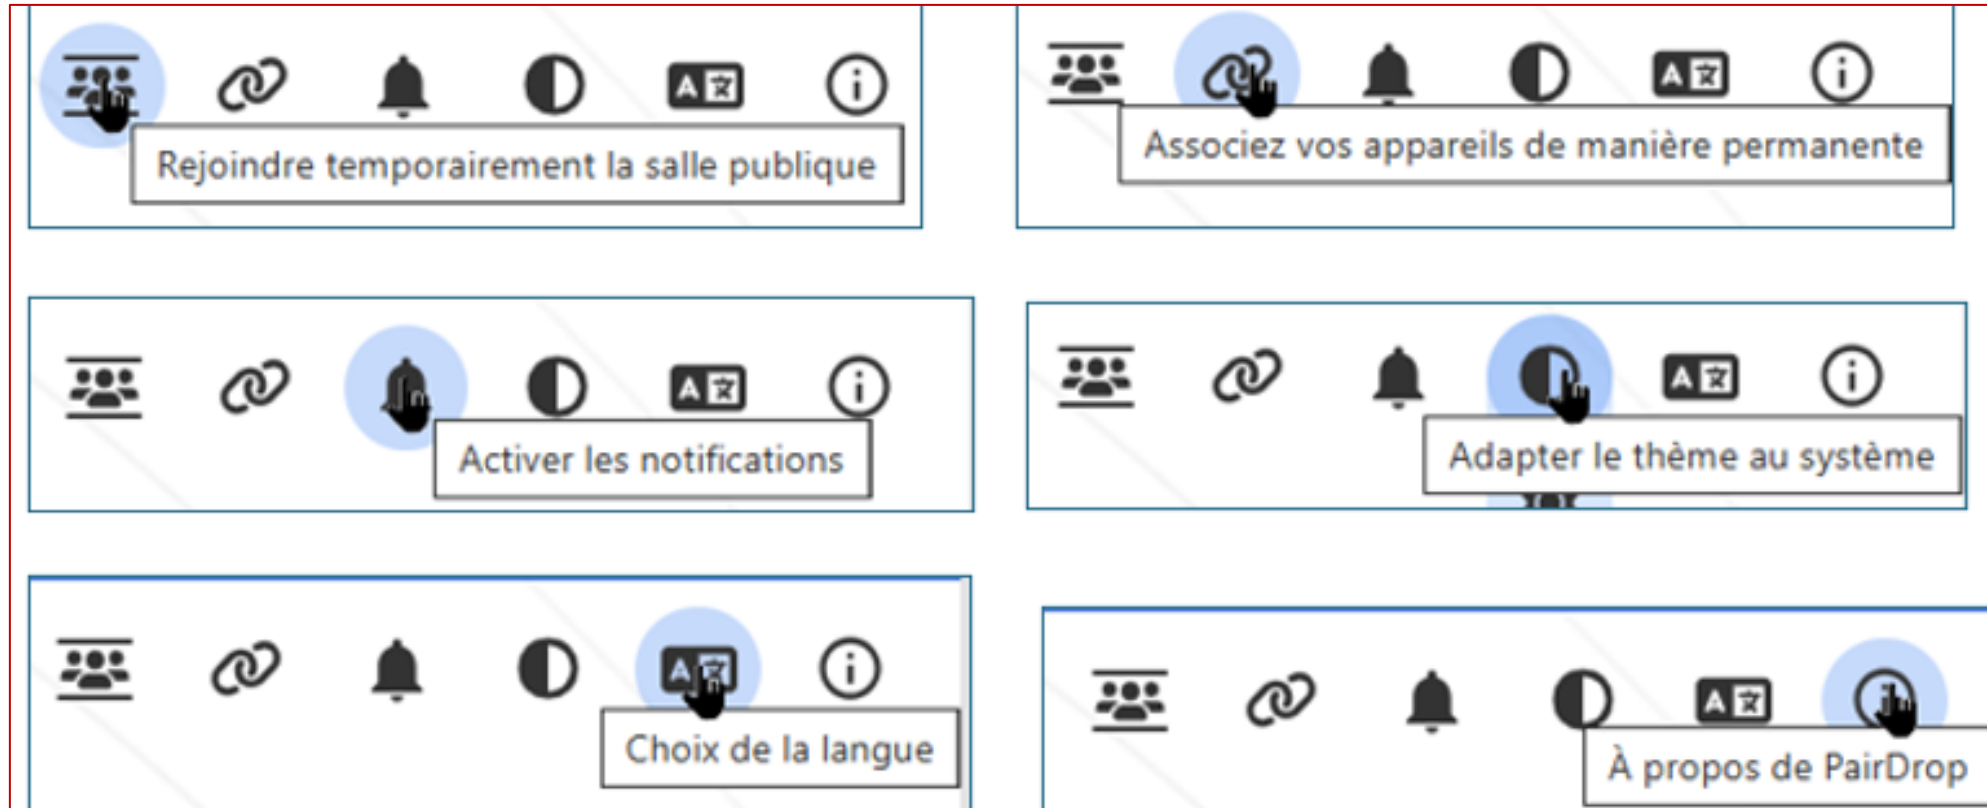 Rejoindre temporairement la salle publique
Associez vos appareils de manière permanente
Activer les notifications
Adapter le thème au système
Choix de la langue
À propos de PairDrop